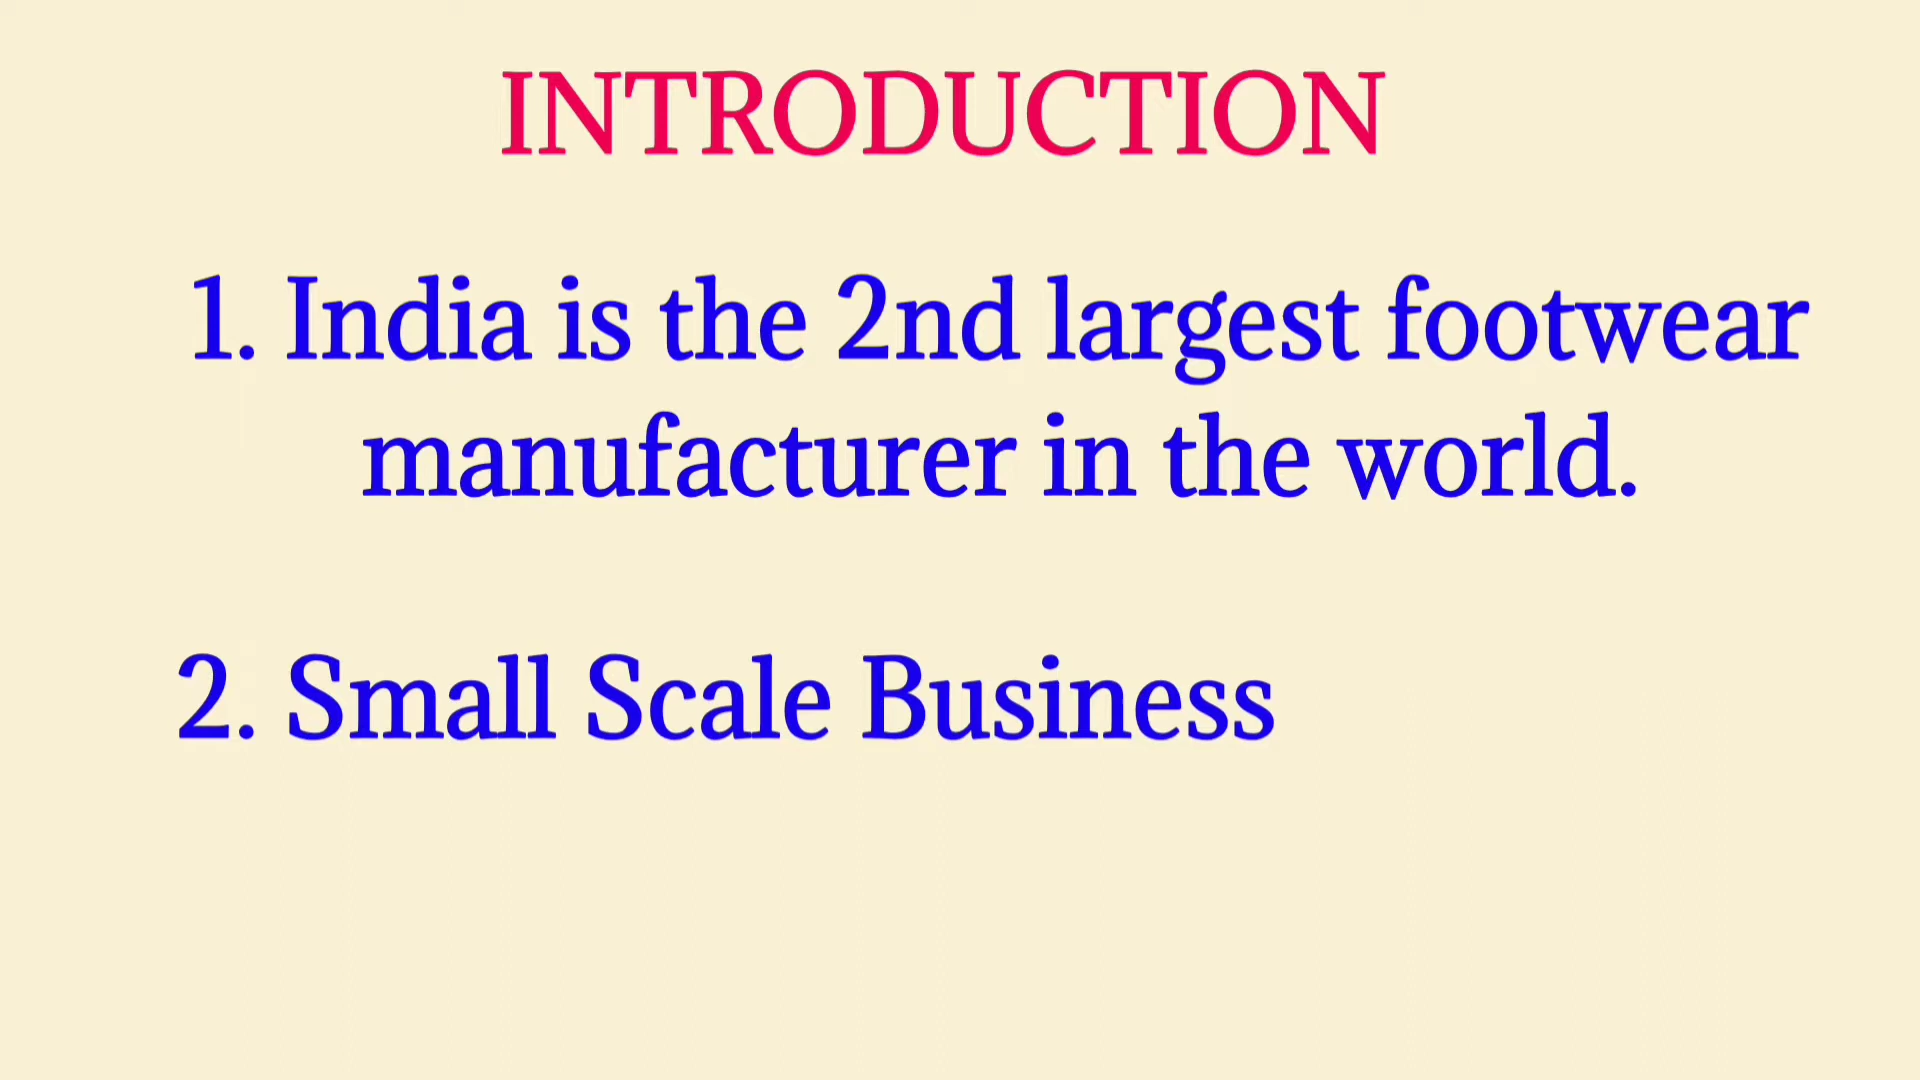 INTRODUCTION
1. India is the 2nd largest footwear
manufacturer in the world.
2. Small Scale Business